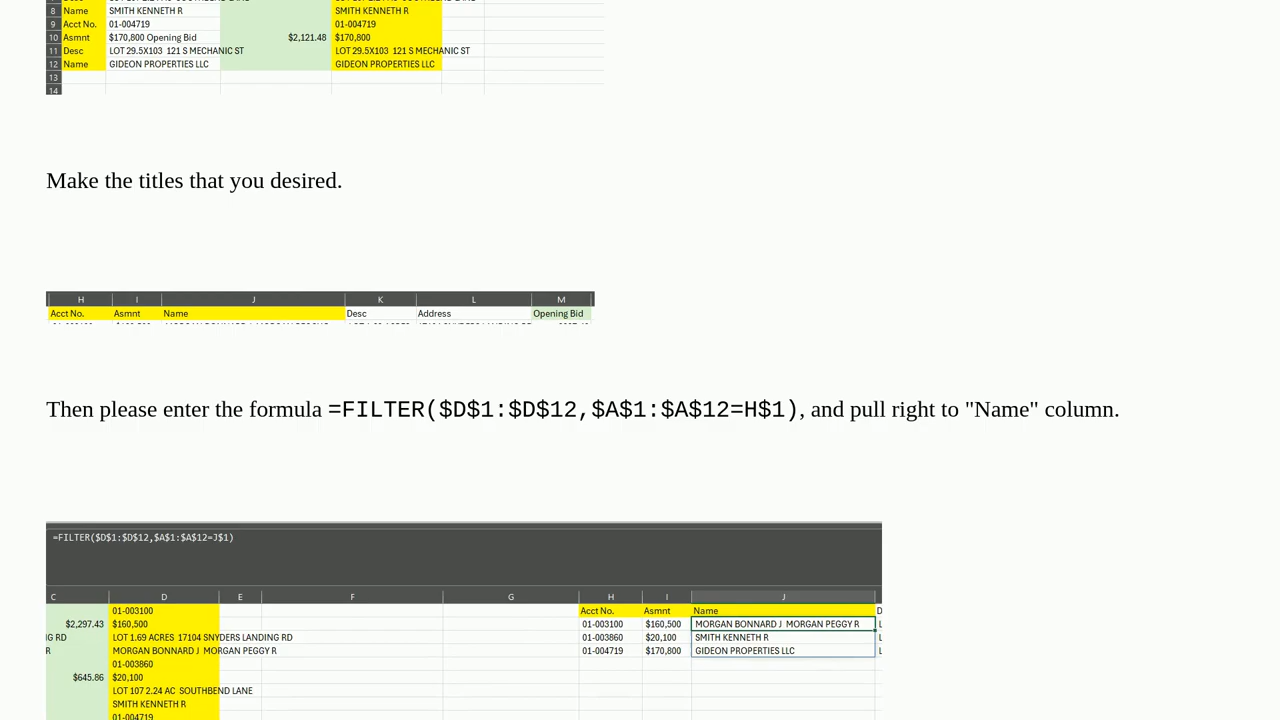 8 Name SMITH KENNETH R SMITH KENNETH R
9 Acct No. 01-004719 01-004719
10 Asmnt $170,800 Opening Bid $2,121.48 $170,800
11 Desc LOT 29.5X103 121 S MECHANIC ST LOT 29.5X103 121 S MECHANIC ST
12 Name GIDEON PROPERTIES LLC GIDEON PROPERTIES LLC
13
14
Make the titles that you desired.
H I J K L M
Acct No. Asmnt Name Desc Address Opening Bid
Then please enter the formula =FILTER($D$1:$D$12,$A$1:$A$12=H$1), and pull right to "Name" column.
=FILTER($D$1:$D$12,$A$1:$A$12=J$1)
C D E F G H I J
01-003100 Acct No. Asmnt Name D
$2,297.43 $160,500 01-003100 $160,500 MORGAN BONNARD J MORGAN PEGGY R L
G RD LOT 1.69 ACRES 17104 SNYDERS LANDING RD 01-003860 $20,100 SMITH KENNETH R L
R MORGAN BONNARD J MORGAN PEGGY R 01-004719 $170,800 GIDEON PROPERTIES LLC L
01-003860
$645.86 $20,100
LOT 107 2.24 AC SOUTHBEND LANE
SMITH KENNETH R
01-004719